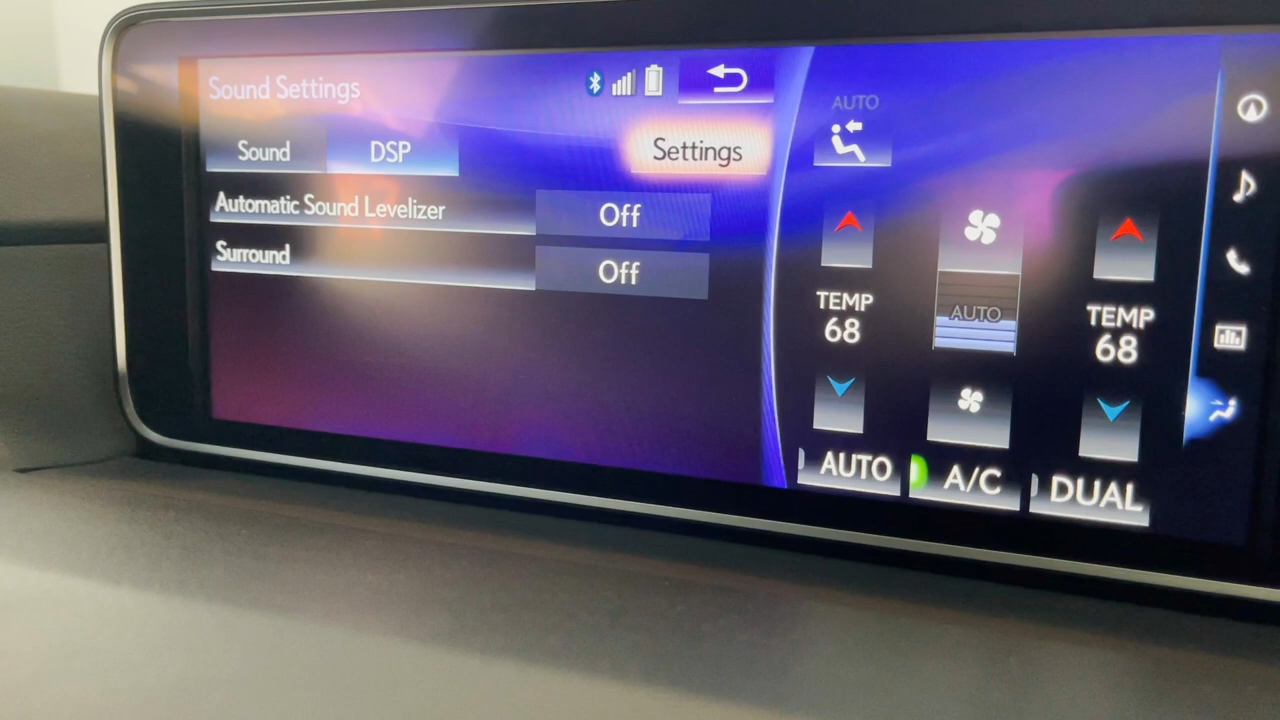 Sound Settings
Sound DSP Settings
Automatic Sound Levelizer Off
Surround Off
AUTO
TEMP
68
AUTO
TEMP
68
AUTO A/C DUAL